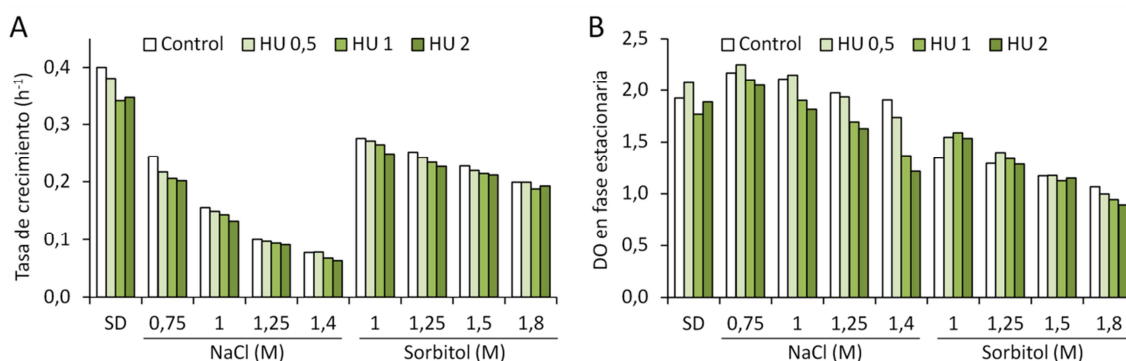 A
Control HU 0,5 HU 1 HU 2
Tasa de crecimiento (h-1)
0,4
0,3
0,2
0,1
0,0
SD 0,75 1 1,25 1,4 1 1,25 1,5 1,8
NaCl (M) Sorbitol (M)
B
Control HU 0,5 HU 1 HU 2
DO en fase estacionaria
2,5
2,0
1,5
1,0
0,5
0,0
SD 0,75 1 1,25 1,4 1 1,25 1,5 1,8
NaCl (M) Sorbitol (M)